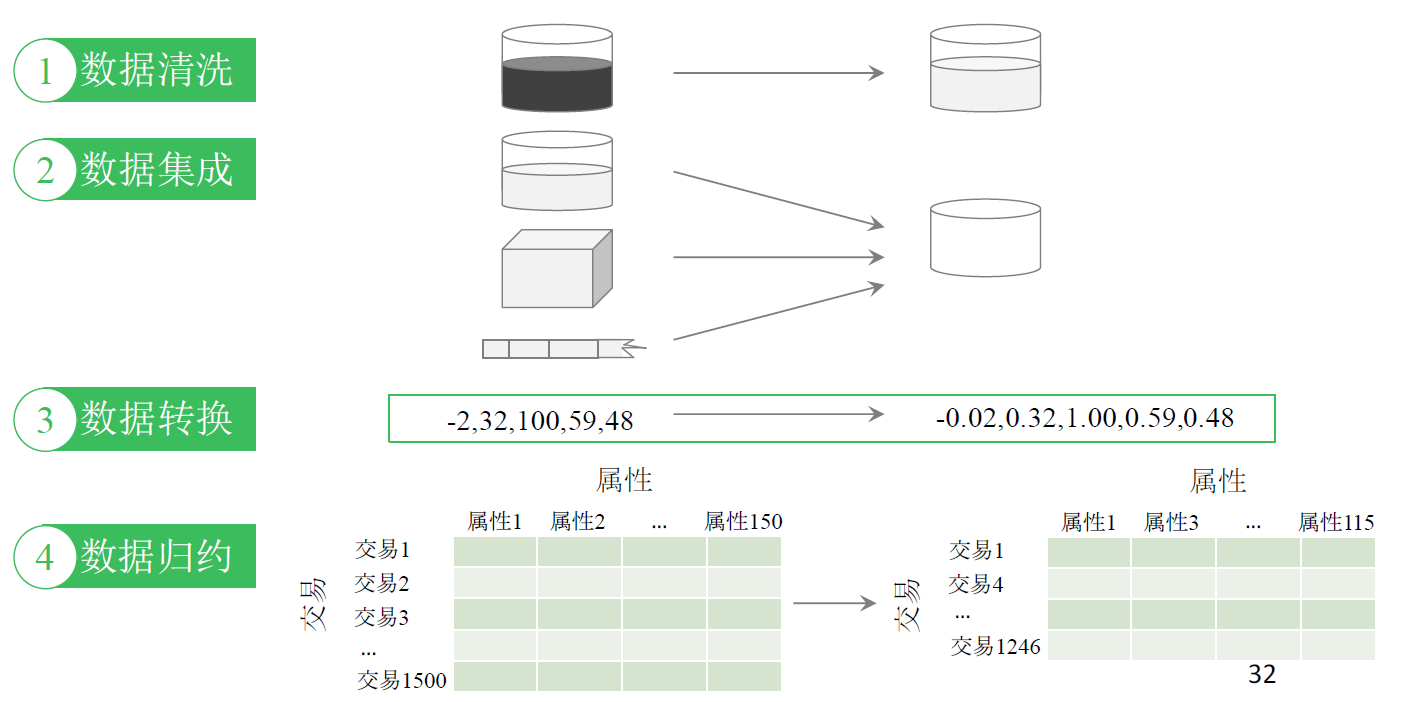 1 数据清洗
2 数据集成
3 数据转换
-2,32,100,59,48
-0.02,0.32,1.00,0.59,0.48
4 数据归约
属性
属性1 属性2 ... 属性150
交易
交易1
交易2
交易3
...
交易1500
属性
属性1 属性3 ... 属性115
交易
交易1
交易4
...
交易1246
32